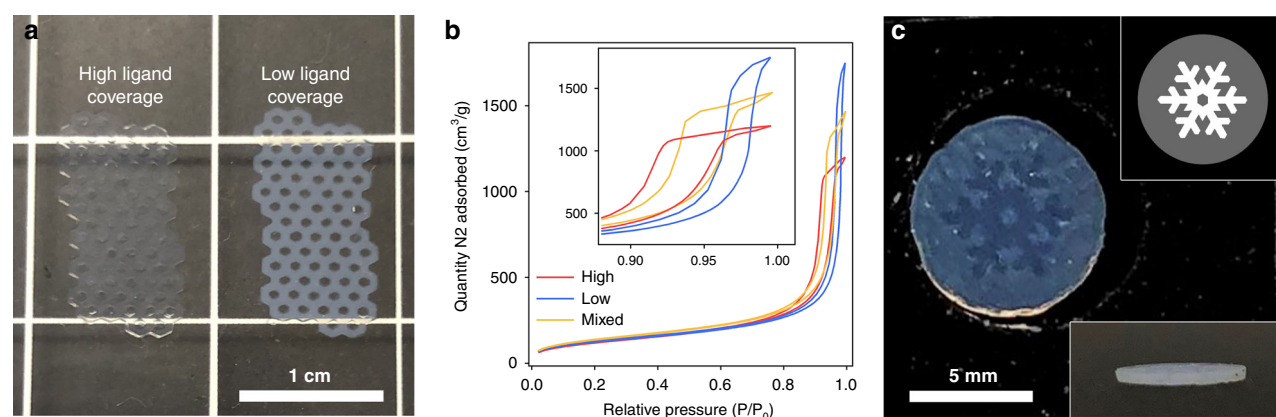 a
High ligand
coverage
Low ligand
coverage
1 cm
b
Quantity N2 adsorbed (cm³/g)
1500
1000
500
0
0.0 0.2 0.4 0.6 0.8 1.0
Relative pressure (P/P₀)
1500
1000
500
0.90 0.95 1.00
High
Low
Mixed
c
5 mm